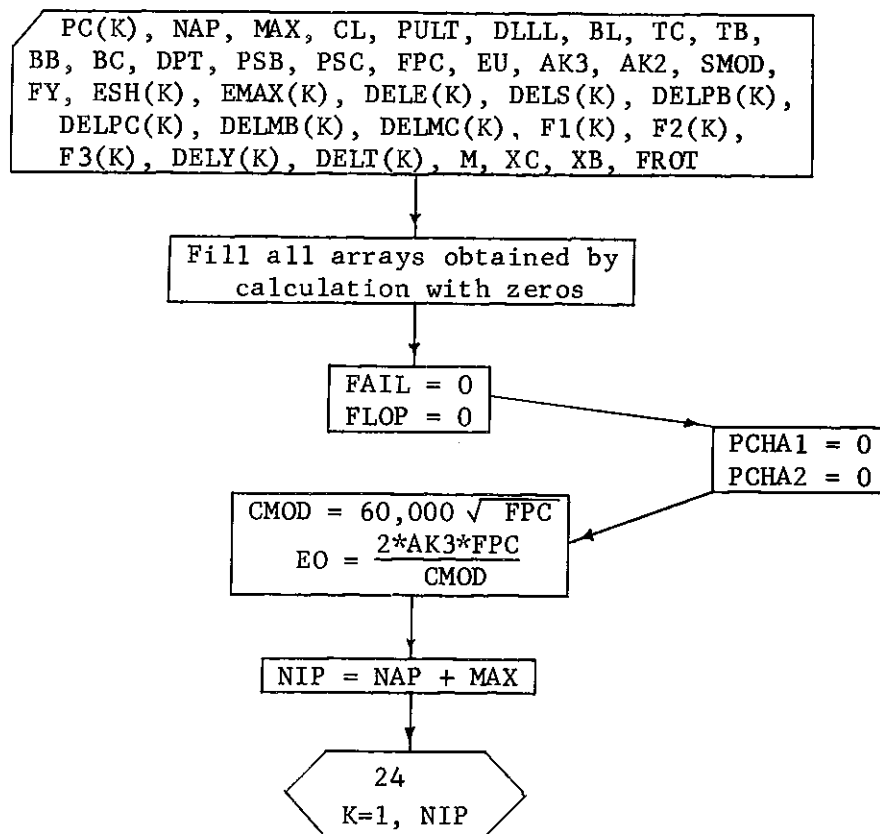 PC(K), NAP, MAX, CL, PULT, DLLL, BL, TC, TB,
BB, BC, DPT, PSB, PSC, FPC, EU, AK3, AK2, SMOD,
FY, ESH(K), EMAX(K), DELE(K), DELS(K), DELPB(K),
DELPC(K), DELMB(K), DELMC(K), F1(K), F2(K),
F3(K), DELY(K), DELT(K), M, XC, XB, FROT
Fill all arrays obtained by
calculation with zeros
FAIL = 0
FLOP = 0
PCHA1 = 0
PCHA2 = 0
CMOD = 60,000 √ FPC
EO = 2*AK3*FPC
CMOD
NIP = NAP + MAX
24
K=1, NIP